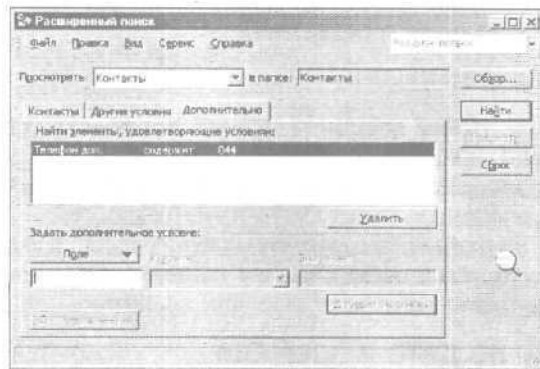 Расширенный поиск
Файл Правка Вид Сервис Справка
Просмотреть: Контакты в папке: Контакты Обзор...
Контакты Другие условия Дополнительно Найти
Найти элементы, удовлетворяющие условиям:
Телефон дом. содержит 044
Сброс
Удалить
Задать дополнительное условие:
Поле